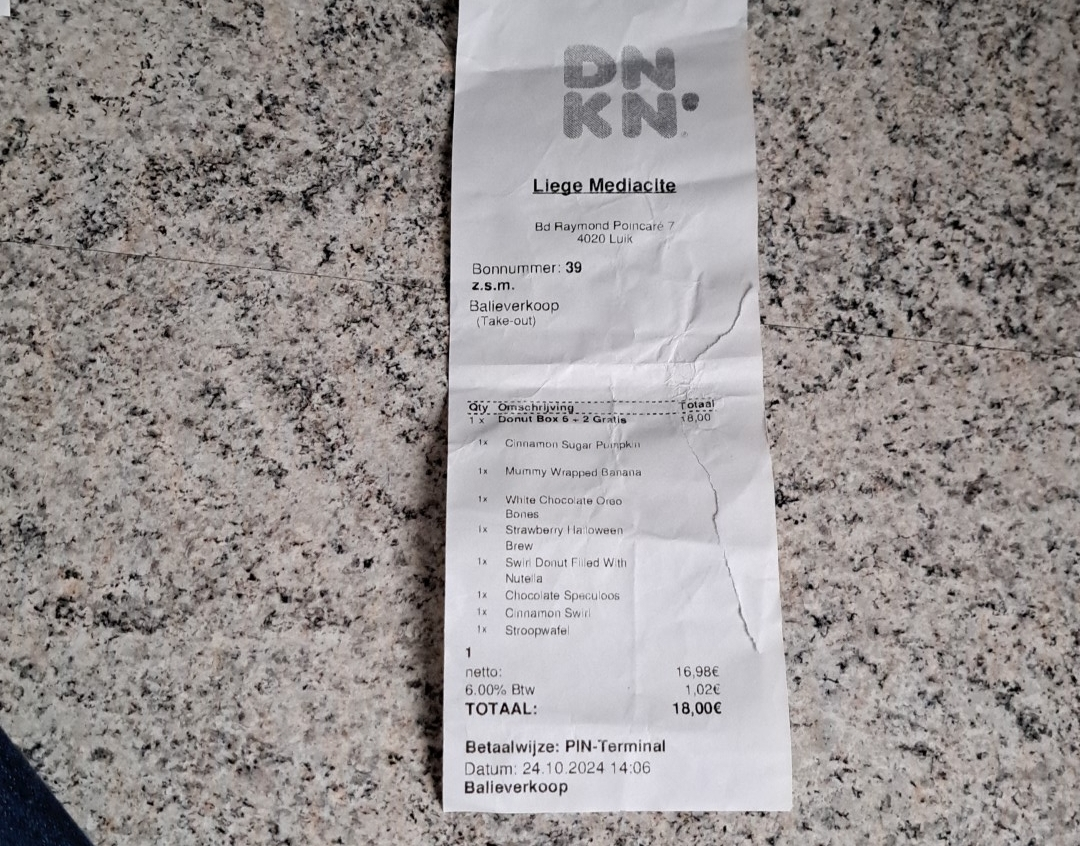 DN
KN
Liege Mediacite
Bd Raymond Poincaré 7
4020 Luik
Bonnummer: 39
z.s.m.
Balieverkoop
(Take-out)
Qty Omschrijving Totaal
1 x Donut Box 6 + 2 Gratis 18,00
1x Cinnamon Sugar Pumpkin
1x Mummy Wrapped Banana
1x White Chocolate Oreo
Bones
1x Strawberry Halloween
Brew
1x Swirl Donut Filled With
Nutella
1x Chocolate Speculoos
1x Cinnamon Swirl
1x Stroopwafel
1
netto: 16,98€
6.00% Btw 1,02€
TOTAAL: 18,00€
Betaalwijze: PIN-Terminal
Datum: 24.10.2024 14:06
Balieverkoop